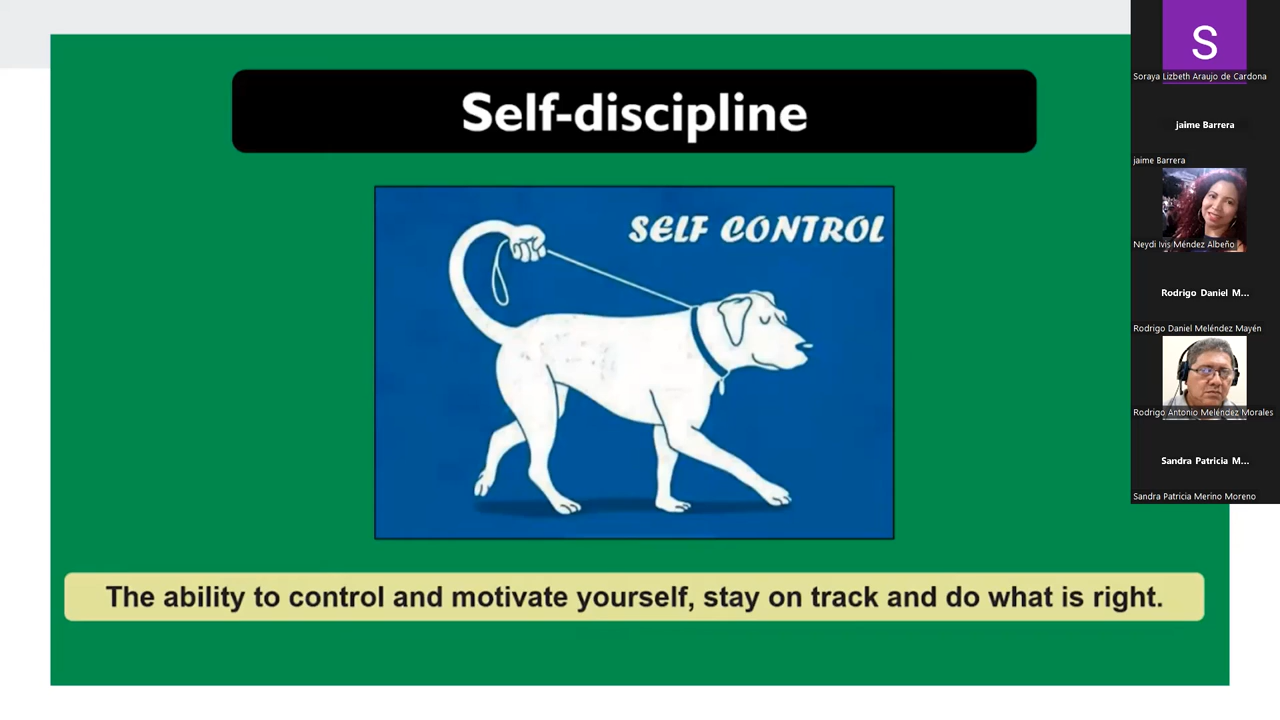 Self-discipline
SELF CONTROL
The ability to control and motivate yourself, stay on track and do what is right.
S
Soraya Lizbeth Araujo de Cardona
jaime Barrera
jaime Barrera
Neydi Ivis Méndez Albeño
Rodrigo Daniel M...
Rodrigo Daniel Meléndez Mayén
Rodrigo Antonio Meléndez Morales
Sandra Patricia M...
Sandra Patricia Merino Moreno